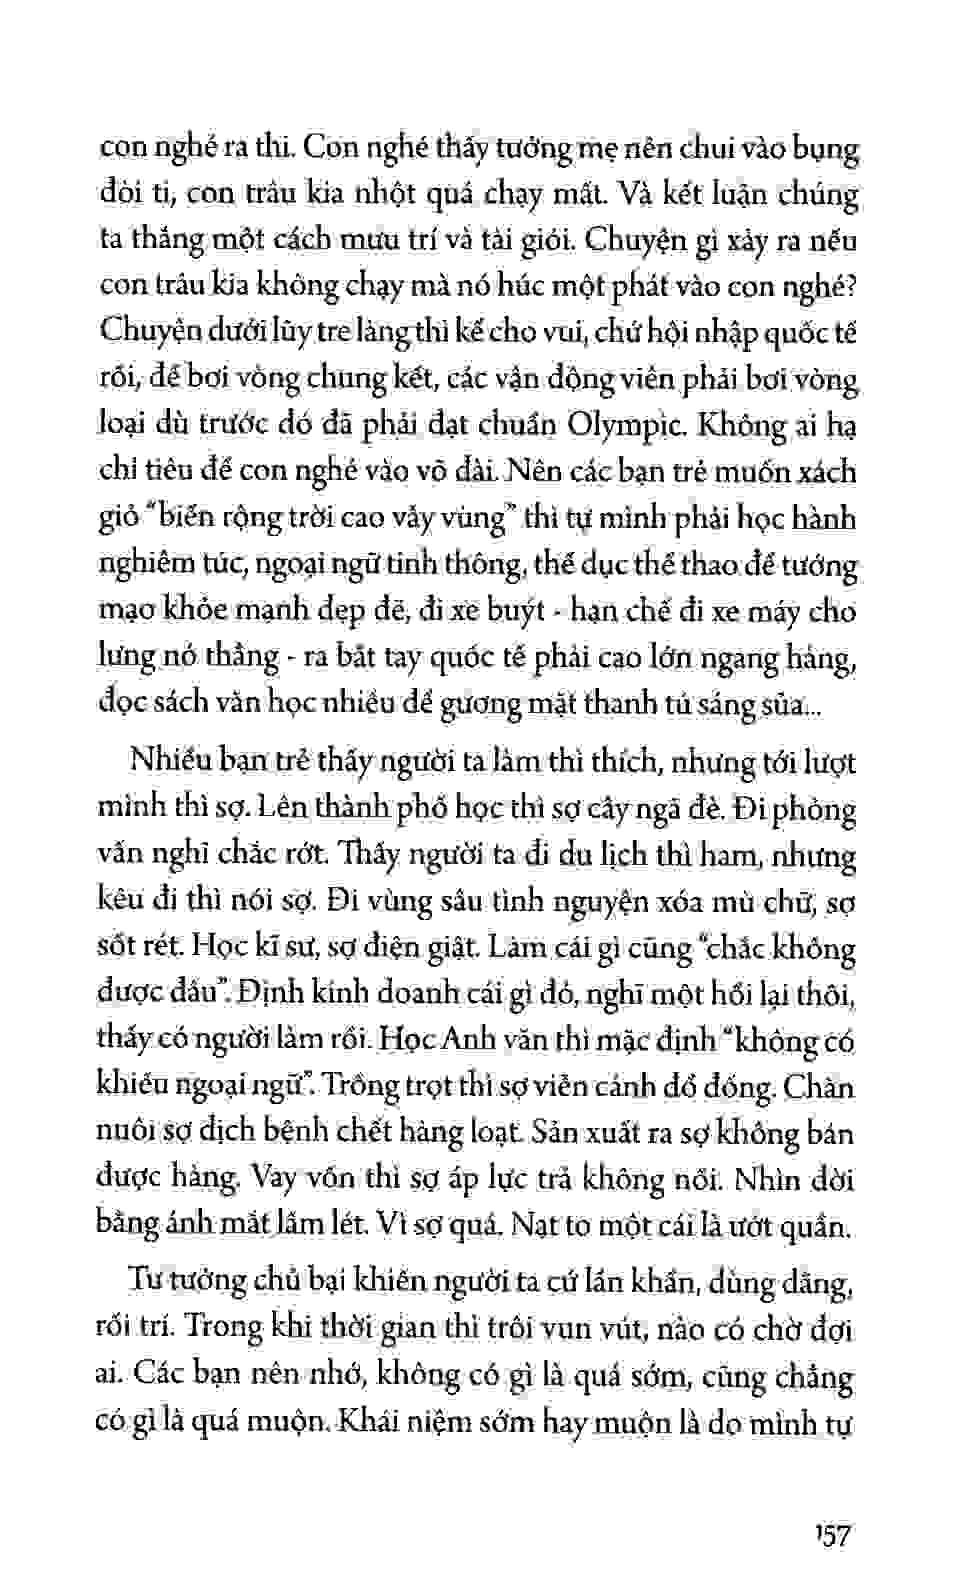 con nghé ra thi. Con nghé thấy tưởng mẹ nên chui vào bụng
đòi ti, con trâu kia nhột quá chạy mất. Và kết luận chúng
ta thắng một cách mưu trí và tài giỏi. Chuyện gì xảy ra nếu
con trâu kia không chạy mà nó húc một phát vào con nghé?
Chuyện dưới lũy tre làng thì kể cho vui, chứ hội nhập quốc tế
rồi, để bơi vòng chung kết, các vận động viên phải bơi vòng
loại dù trước đó đã phải đạt chuẩn Olympic. Không ai hạ
chỉ tiêu để con nghé vào võ đài. Nên các bạn trẻ muốn xách
giỏ “biển rộng trời cao vẫy vùng” thì tự mình phải học hành
nghiêm túc, ngoại ngữ tinh thông, thể dục thể thao để tướng
mạo khỏe mạnh đẹp đẽ, đi xe buýt - hạn chế đi xe máy cho
lưng nó thẳng - ra bắt tay quốc tế phải cao lớn ngang hàng,
đọc sách văn học nhiều để gương mặt thanh tú sáng sủa...
Nhiều bạn trẻ thấy người ta làm thì thích, nhưng tới lượt
mình thì sợ. Lên thành phố học thì sợ cây ngã đè. Đi phỏng
vấn nghĩ chắc rớt. Thấy người ta đi du lịch thì ham, nhưng
kêu đi thì nói sợ. Đi vùng sâu tình nguyện xóa mù chữ, sợ
sốt rét. Học kĩ sư, sợ điện giật. Làm cái gì cũng “chắc không
được đâu”. Định kinh doanh cái gì đó, nghĩ một hồi lại thôi,
thấy có người làm rồi. Học Anh văn thì mặc định “không có
khiếu ngoại ngữ”. Trồng trọt thì sợ viễn cảnh đổ đống. Chăn
nuôi sợ dịch bệnh chết hàng loạt. Sản xuất ra sợ không bán
được hàng. Vay vốn thì sợ áp lực trả không nổi. Nhìn đời
bằng ánh mắt lấm lét. Vì sợ quá. Nạt to một cái là ướt quần.
Tư tưởng chủ bại khiến người ta cứ lần khần, dùng dằng,
rối trí. Trong khi thời gian thì trôi vun vút, nào có chờ đợi
ai. Các bạn nên nhớ, không có gì là quá sớm, cũng chẳng
có gì là quá muộn. Khái niệm sớm hay muộn là do mình tự
157